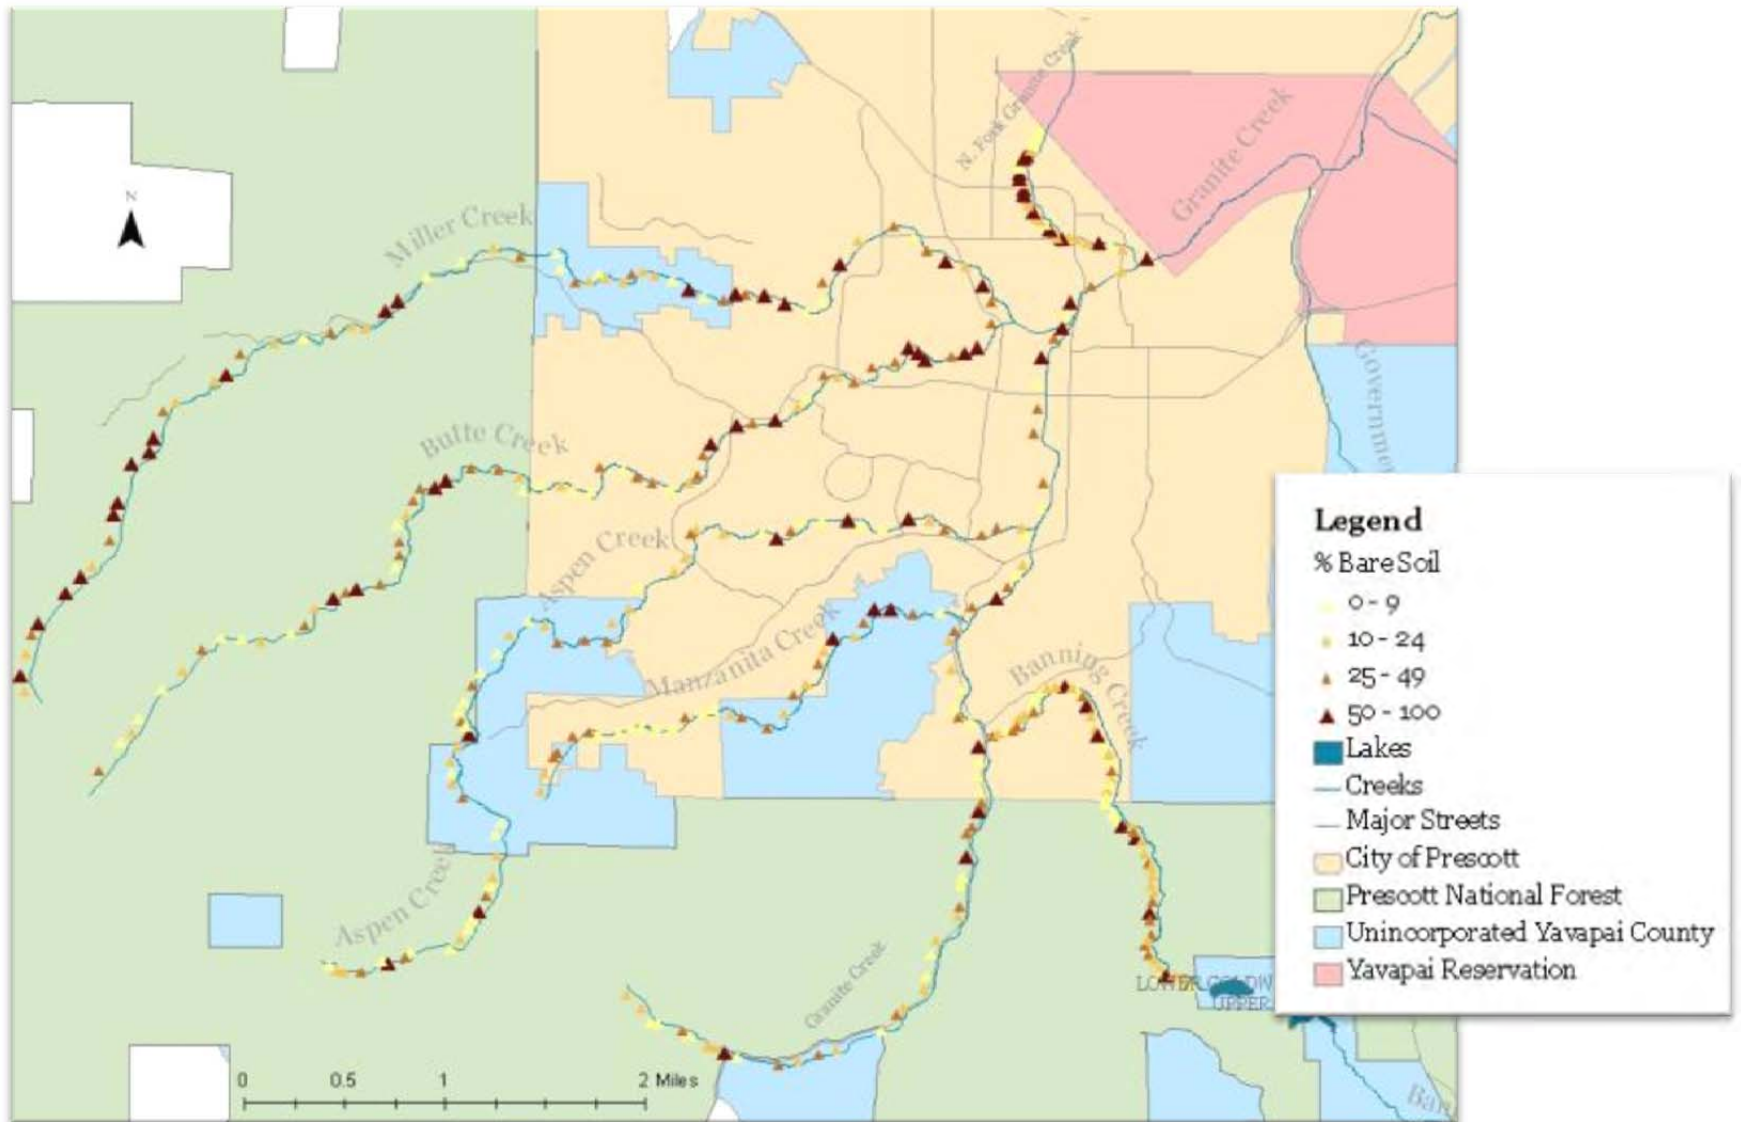 N. Fork Granite Creek
Granite Creek
N
Miller Creek
Butte Creek
Aspen Creek
Manzanita Creek
Banning Creek
Aspen Creek
Granite Creek
UPPER
0 0.5 1 2 Miles
Legend
% Bare Soil
0 - 9
10 - 24
25 - 49
50 - 100
Lakes
Creeks
Major Streets
City of Prescott
Prescott National Forest
Unincorporated Yavapai County
Yavapai Reservation